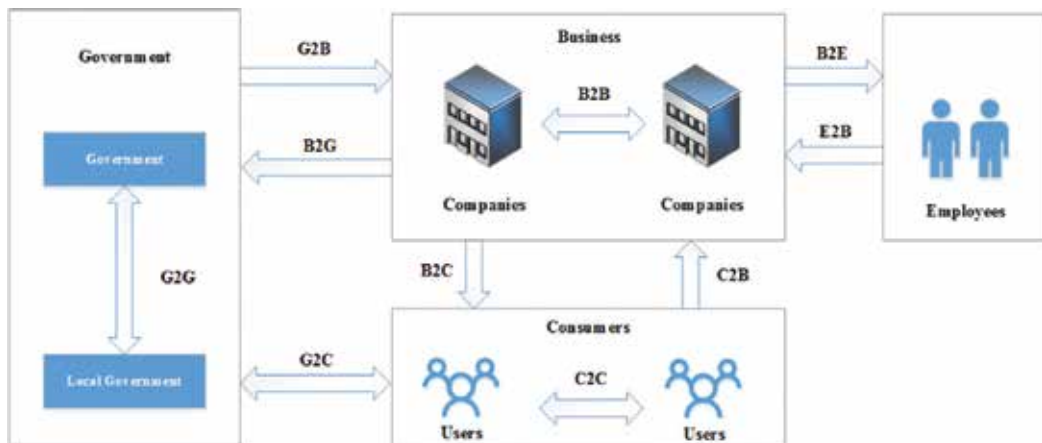 Government
Government
G2G
Local Government
G2B
B2G
G2C
Business
B2B
Companies
Companies
B2E
E2B
Employees
B2C
C2B
Consumers
C2C
Users
Users